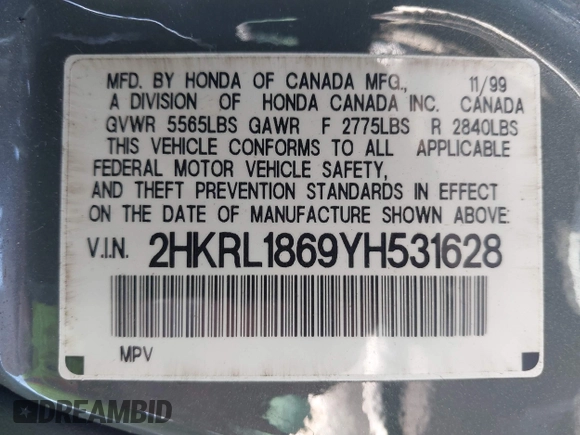 MFD. BY HONDA OF CANADA MFG., 11/99
A DIVISION OF HONDA CANADA INC. CANADA
GVWR 5565LBS GAWR F 2775LBS R 2840LBS
THIS VEHICLE CONFORMS TO ALL APPLICABLE
FEDERAL MOTOR VEHICLE SAFETY,
AND THEFT PREVENTION STANDARDS IN EFFECT
ON THE DATE OF MANUFACTURE SHOWN ABOVE.
V.I.N. 2HKRL1869YH531628
MPV
DREAMBID